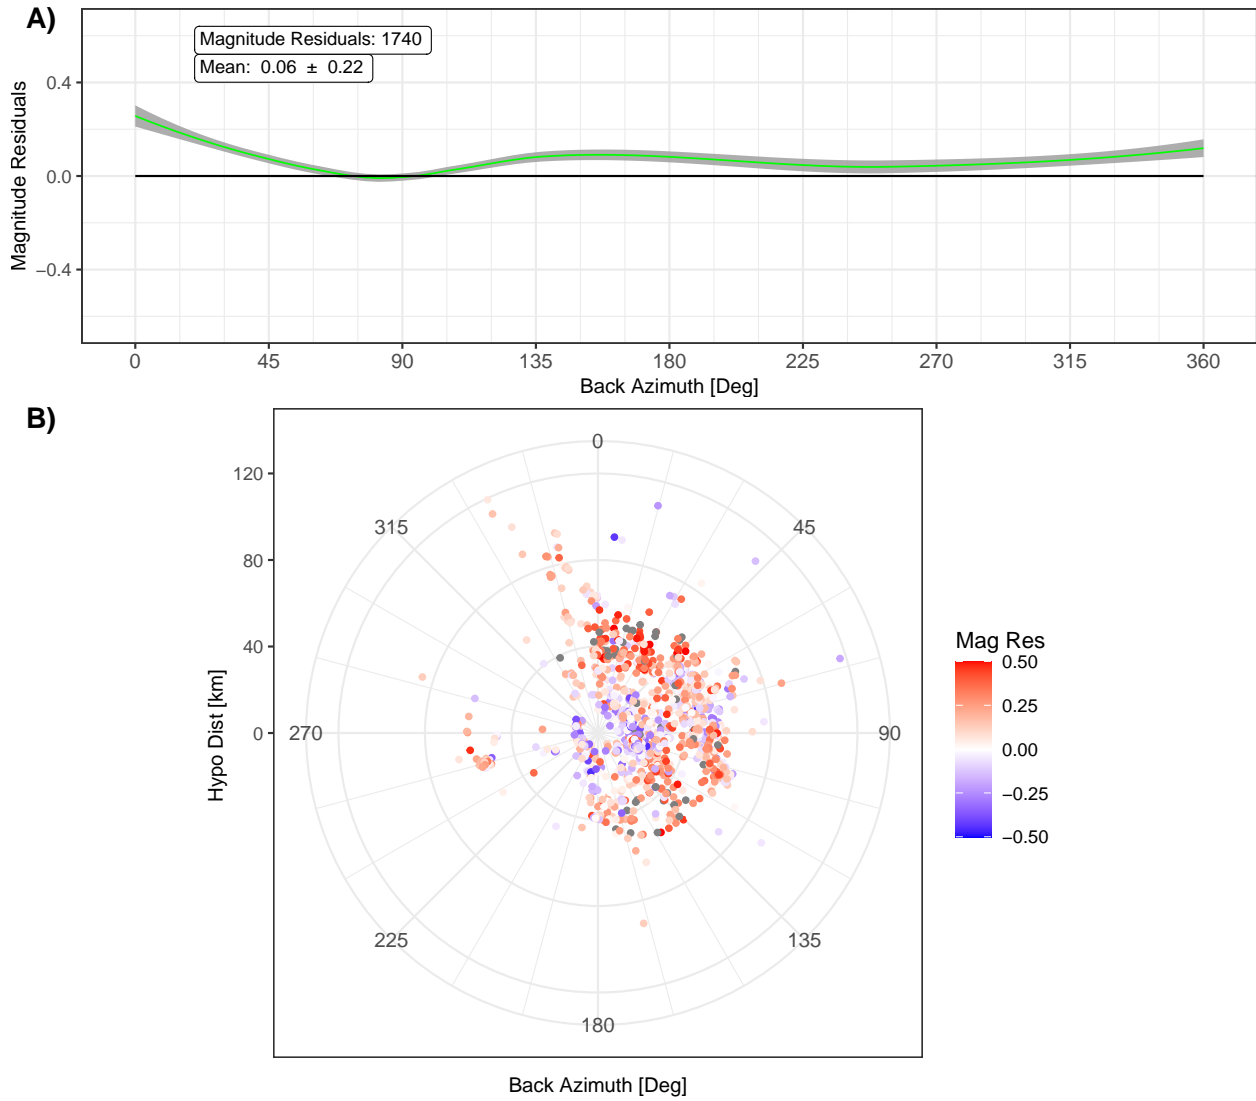 A)
Magnitude Residuals: 1740
Mean:  0.06  ±  0.22
Magnitude Residuals
0.4
0.0
−0.4
0 45 90 135 180 225 270 315 360
Back Azimuth [Deg]
B)
Hypo Dist [km]
120
80
40
0
0
45
90
135
180
225
270
315
Back Azimuth [Deg]
Mag Res
0.50
0.25
0.00
−0.25
−0.50